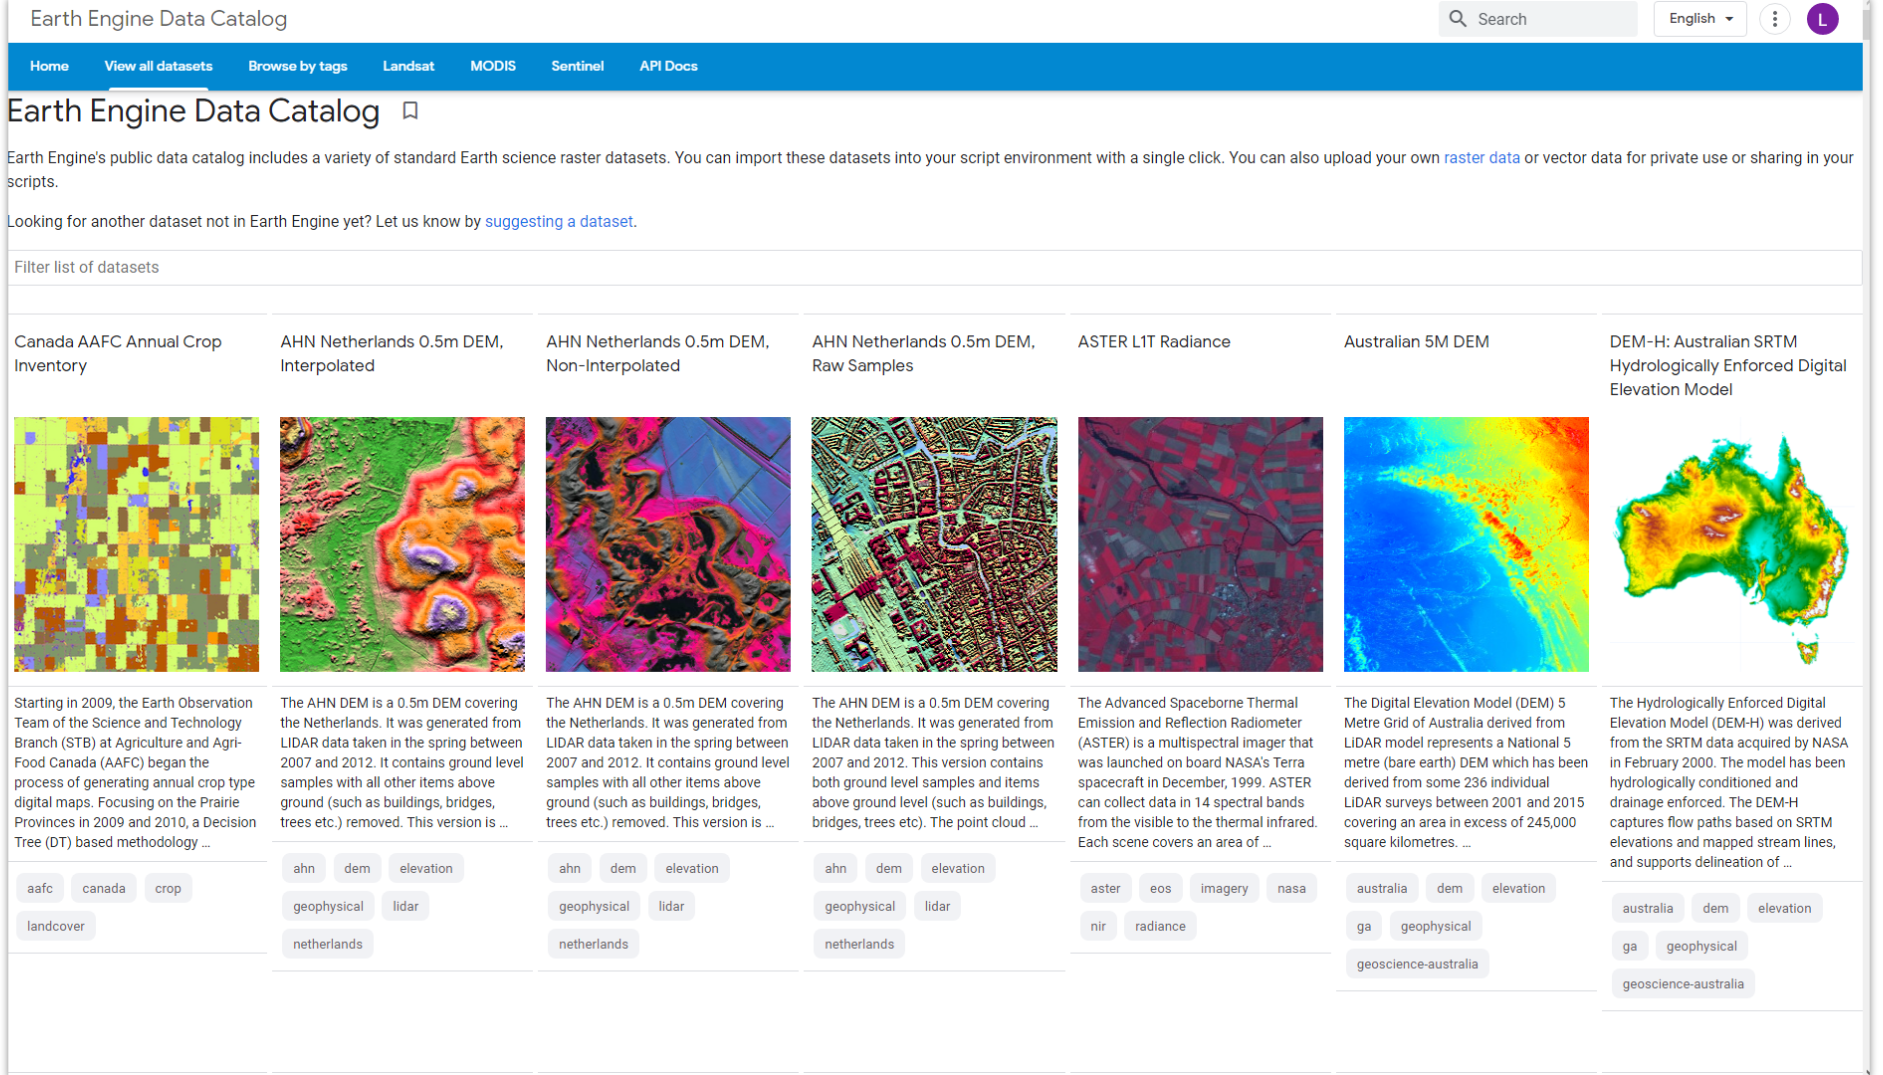 Earth Engine Data Catalog
Search
English
L
Home
View all datasets
Browse by tags
Landsat
MODIS
Sentinel
API Docs
Earth Engine Data Catalog
Earth Engine's public data catalog includes a variety of standard Earth science raster datasets. You can import these datasets into your script environment with a single click. You can also upload your own raster data or vector data for private use or sharing in your
scripts.
Looking for another dataset not in Earth Engine yet? Let us know by suggesting a dataset.
Filter list of datasets
Canada AAFC Annual Crop
Inventory
Starting in 2009, the Earth Observation
Team of the Science and Technology
Branch (STB) at Agriculture and Agri-
Food Canada (AAFC) began the
process of generating annual crop type
digital maps. Focusing on the Prairie
Provinces in 2009 and 2010, a Decision
Tree (DT) based methodology ...
aafc
canada
crop
landcover
AHN Netherlands 0.5m DEM,
Interpolated
The AHN DEM is a 0.5m DEM covering
the Netherlands. It was generated from
LIDAR data taken in the spring between
2007 and 2012. It contains ground level
samples with all other items above
ground (such as buildings, bridges,
trees etc.) removed. This version is ...
ahn
dem
elevation
geophysical
lidar
netherlands
AHN Netherlands 0.5m DEM,
Non-Interpolated
The AHN DEM is a 0.5m DEM covering
the Netherlands. It was generated from
LIDAR data taken in the spring between
2007 and 2012. It contains ground level
samples with all other items above
ground (such as buildings, bridges,
trees etc.) removed. This version is ...
ahn
dem
elevation
geophysical
lidar
netherlands
AHN Netherlands 0.5m DEM,
Raw Samples
The AHN DEM is a 0.5m DEM covering
the Netherlands. It was generated from
LIDAR data taken in the spring between
2007 and 2012. This version contains
both ground level samples and items
above ground level (such as buildings,
bridges, trees etc). The point cloud ...
ahn
dem
elevation
geophysical
lidar
netherlands
ASTER L1T Radiance
The Advanced Spaceborne Thermal
Emission and Reflection Radiometer
(ASTER) is a multispectral imager that
was launched on board NASA's Terra
spacecraft in December, 1999. ASTER
can collect data in 14 spectral bands
from the visible to the thermal infrared.
Each scene covers an area of ...
aster
eos
imagery
nasa
nir
radiance
Australian 5M DEM
The Digital Elevation Model (DEM) 5
Metre Grid of Australia derived from
LiDAR model represents a National 5
metre (bare earth) DEM which has been
derived from some 236 individual
LiDAR surveys between 2001 and 2015
covering an area in excess of 245,000
square kilometres. ...
australia
dem
elevation
ga
geophysical
geoscience-australia
DEM-H: Australian SRTM
Hydrologically Enforced Digital
Elevation Model
The Hydrologically Enforced Digital
Elevation Model (DEM-H) was derived
from the SRTM data acquired by NASA
in February 2000. The model has been
hydrologically conditioned and
drainage enforced. The DEM-H
captures flow paths based on SRTM
elevations and mapped stream lines,
and supports delineation of ...
australia
dem
elevation
ga
geophysical
geoscience-australia